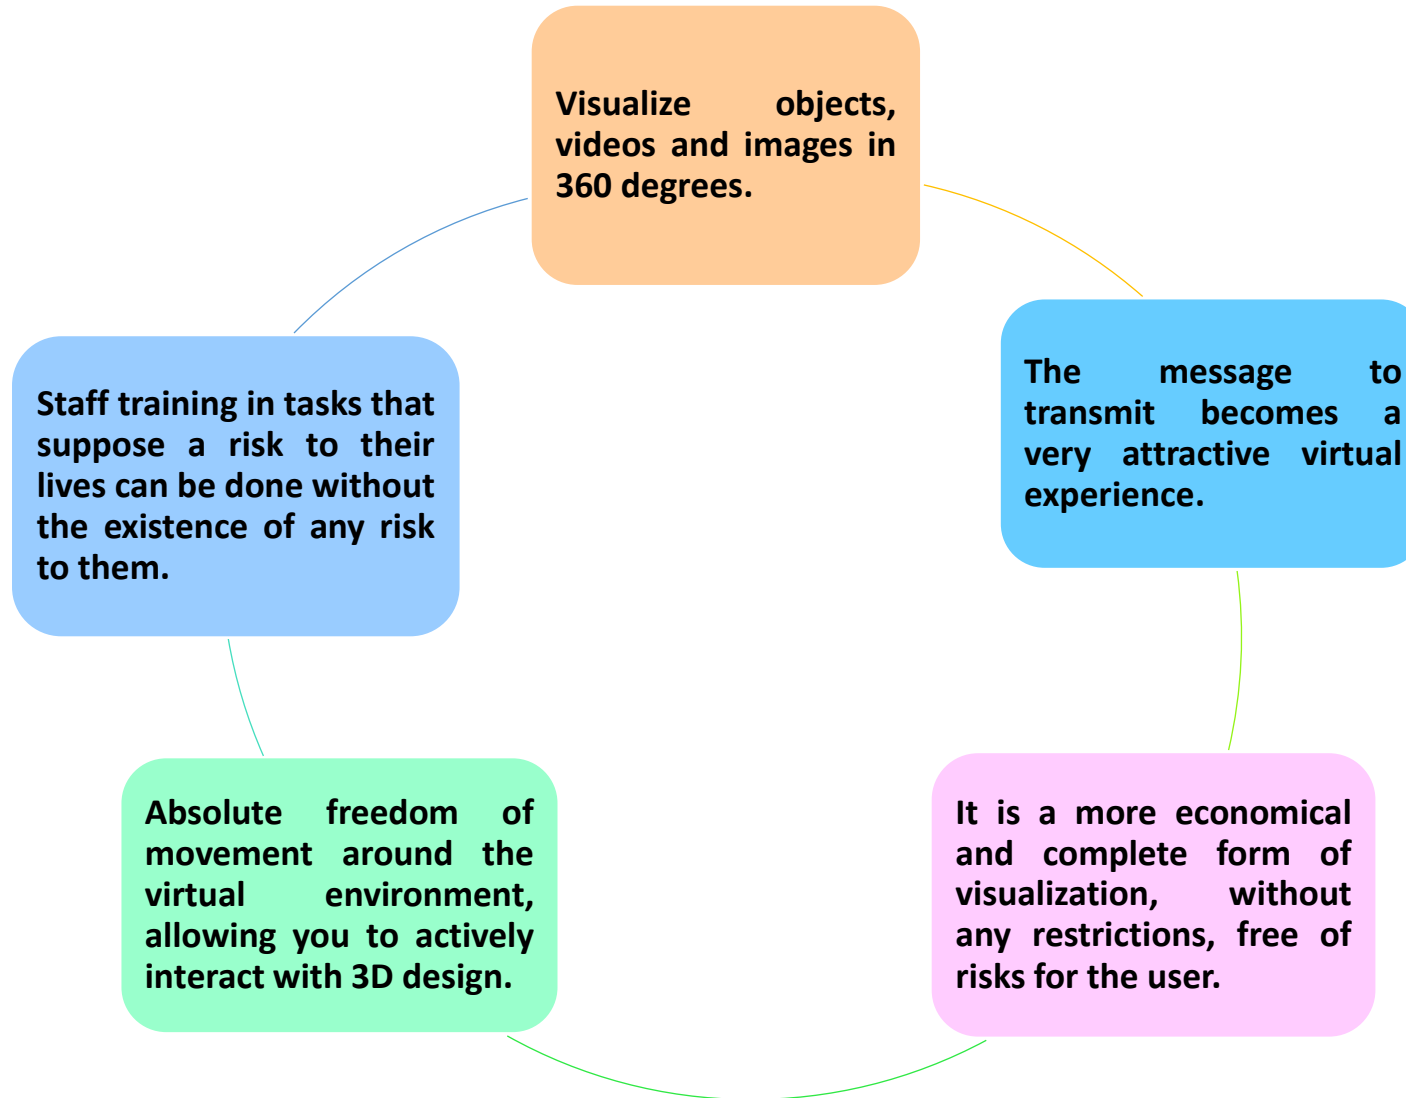 Visualize objects,
videos and images in
360 degrees.
The message to
transmit becomes a
very attractive virtual
experience.
It is a more economical
and complete form of
visualization, without
any restrictions, free of
risks for the user.
Absolute freedom of
movement around the
virtual environment,
allowing you to actively
interact with 3D design.
Staff training in tasks that
suppose a risk to their
lives can be done without
the existence of any risk
to them.